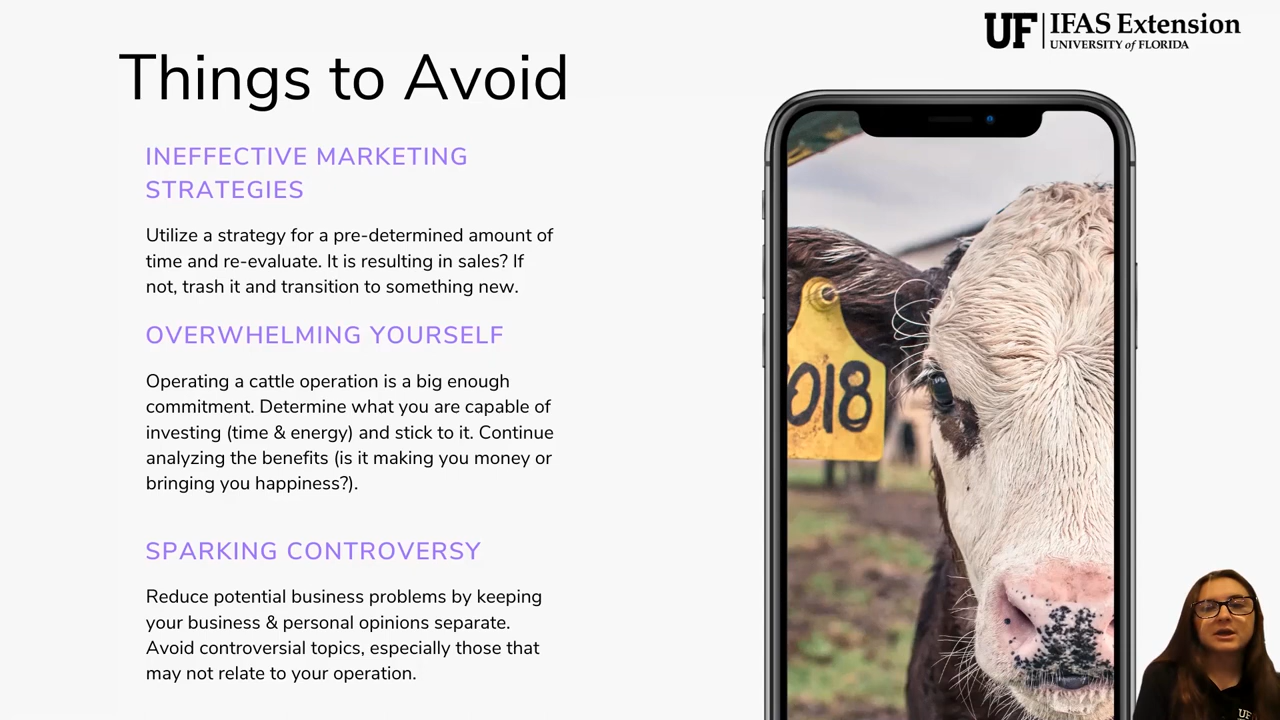 UF IFAS Extension
UNIVERSITY of FLORIDA
Things to Avoid
INEFFECTIVE MARKETING
STRATEGIES
Utilize a strategy for a pre-determined amount of
time and re-evaluate. It is resulting in sales? If
not, trash it and transition to something new.
OVERWHELMING YOURSELF
Operating a cattle operation is a big enough
commitment. Determine what you are capable of
investing (time & energy) and stick to it. Continue
analyzing the benefits (is it making you money or
bringing you happiness?).
SPARKING CONTROVERSY
Reduce potential business problems by keeping
your business & personal opinions separate.
Avoid controversial topics, especially those that
may not relate to your operation.
018
UF